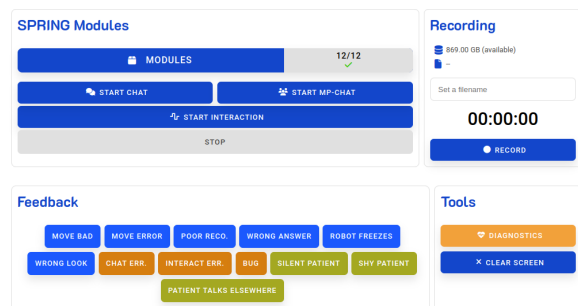 SPRING Modules
MODULES
12/12
START CHAT
START MP-CHAT
START INTERACTION
STOP
Recording
869.00 GB (available)
–
Set a filename
00:00:00
RECORD
Feedback
MOVE BAD
MOVE ERROR
POOR RECO.
WRONG ANSWER
ROBOT FREEZES
WRONG LOOK
CHAT ERR.
INTERACT ERR.
BUG
SILENT PATIENT
SHY PATIENT
PATIENT TALKS ELSEWHERE
Tools
DIAGNOSTICS
CLEAR SCREEN